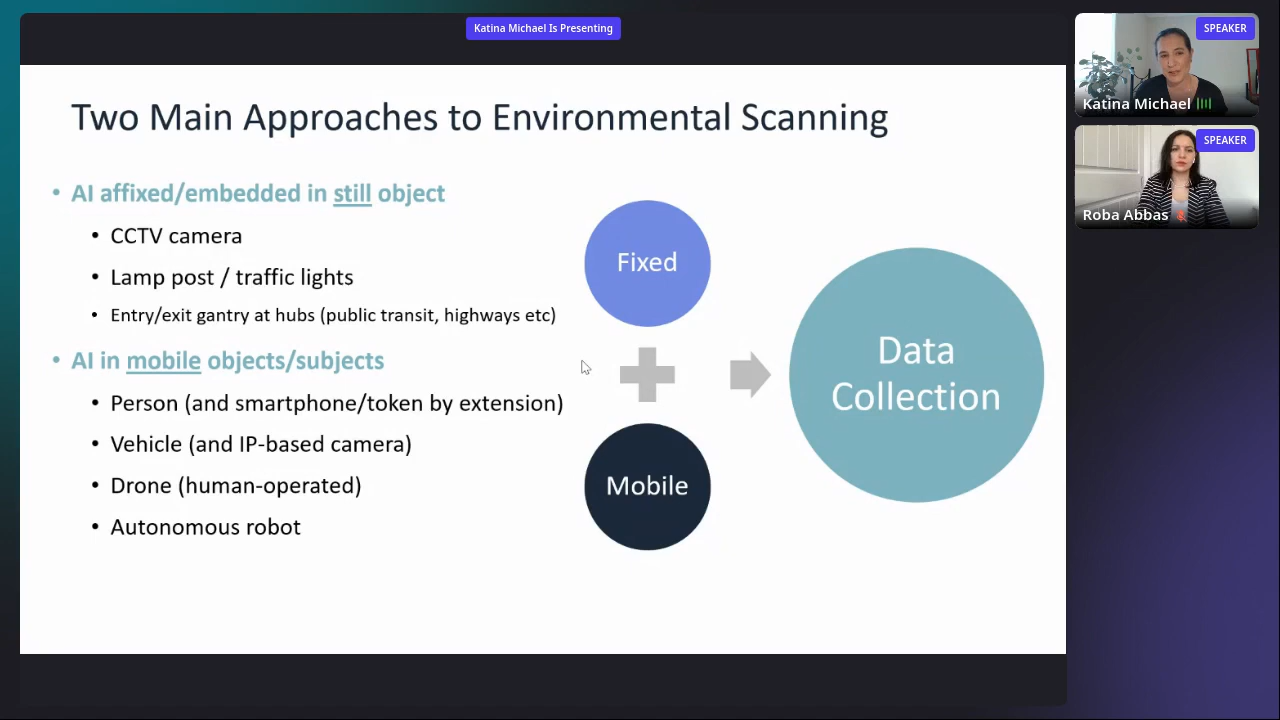 Katina Michael Is Presenting
Two Main Approaches to Environmental Scanning
• AI affixed/embedded in still object
• CCTV camera
• Lamp post / traffic lights
• Entry/exit gantry at hubs (public transit, highways etc)
• AI in mobile objects/subjects
• Person (and smartphone/token by extension)
• Vehicle (and IP-based camera)
• Drone (human-operated)
• Autonomous robot
Fixed
Mobile
Data
Collection
SPEAKER
Katina Michael
SPEAKER
Roba Abbas